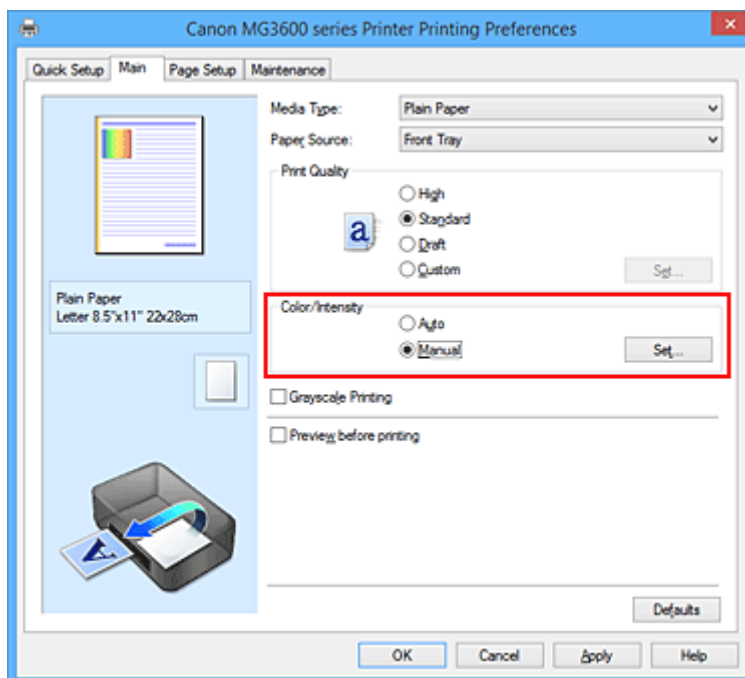 Canon MG3600 series Printer Printing Preferences
Quick Setup Main Page Setup Maintenance
Media Type: Plain Paper
Paper Source: Front Tray
Print Quality
High
Standard
Draft
Custom Set...
a
Plain Paper
Letter 8.5"x11" 22x28cm
Color/Intensity
Auto
Manual Set...
Grayscale Printing
Preview before printing
A
Defaults
OK Cancel Apply Help